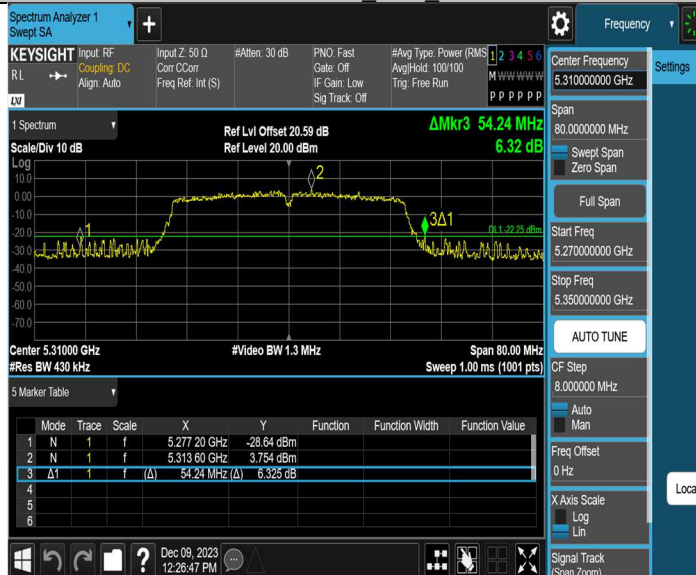 Spectrum Analyzer 1
Swept SA
Frequency
KEYSIGHT
RL
LXI
Input: RF
Coupling: DC
Align: Auto
Input Z: 50 Ω
Corr CCorr
Freq Ref: Int (S)
#Atten: 30 dB
PNO: Fast
Gate: Off
IF Gain: Low
Sig Track: Off
#Avg Type: Power (RMS
Avg|Hold: 100/100
Trig: Free Run
1 2 3 4 5 6
M W W W W W
P P P P P P
1 Spectrum
Scale/Div 10 dB
Ref Lvl Offset 20.59 dB
Ref Level 20.00 dBm
ΔMkr3 54.24 MHz
6.32 dB
Log
10.0
0.00
-10.0
-20.0
-30.0
-40.0
-50.0
-60.0
-70.0
1
2
3Δ1
DL1 -22.25 dBm
Center 5.31000 GHz
#Video BW 1.3 MHz
Span 80.00 MHz
#Res BW 430 kHz
Sweep 1.00 ms (1001 pts)
5 Marker Table
Mode Trace Scale X Y Function Function Width Function Value
1 N 1 f 5.277 20 GHz -28.64 dBm
2 N 1 f 5.313 60 GHz 3.754 dBm
3 Δ1 1 f (Δ) 54.24 MHz (Δ) 6.325 dB
4
5
6
Dec 09, 2023
12:26:47 PM
Center Frequency
5.310000000 GHz
Settings
Span
80.0000000 MHz
Swept Span
Zero Span
Full Span
Start Freq
5.270000000 GHz
Stop Freq
5.350000000 GHz
AUTO TUNE
CF Step
8.000000 MHz
Auto
Man
Freq Offset
0 Hz
Loca
X Axis Scale
Log
Lin
Signal Track
(Span Zoom)